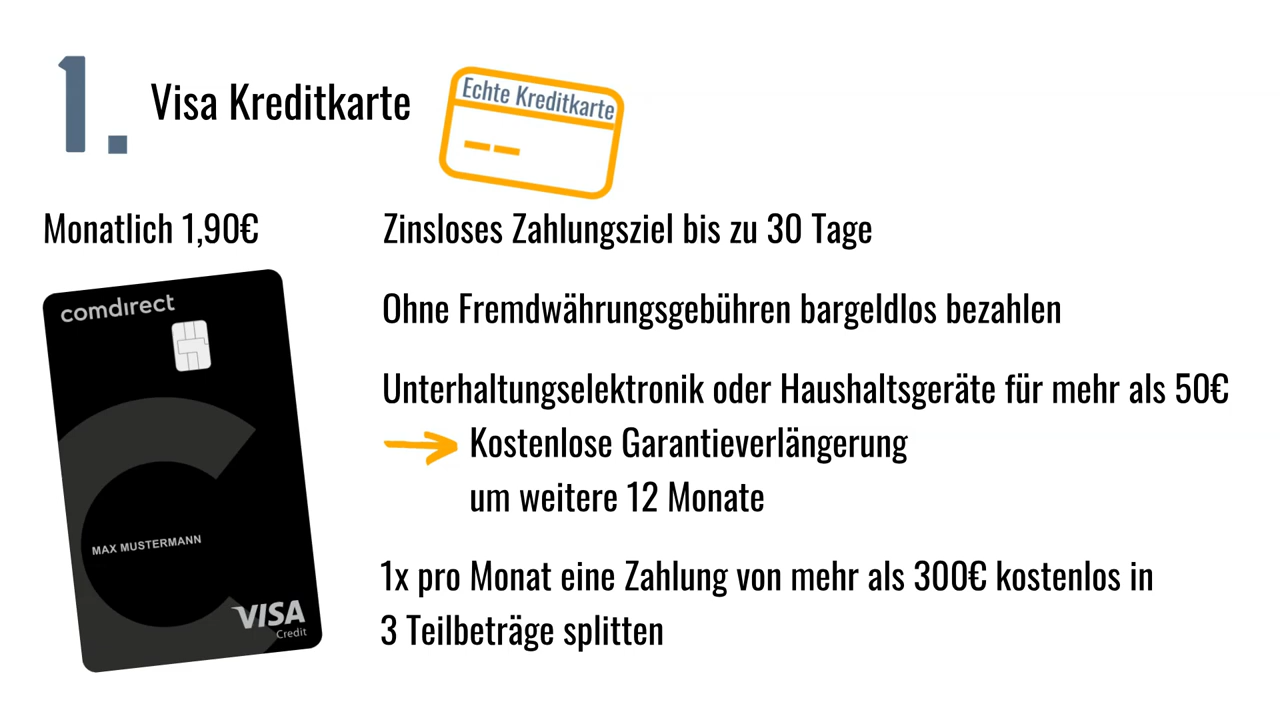 1.
Visa Kreditkarte
Echte Kreditkarte
Monatlich 1,90€
comdirect
MAX MUSTERMANN
VISA
Credit
Zinsloses Zahlungsziel bis zu 30 Tage
Ohne Fremdwährungsgebühren bargeldlos bezahlen
Unterhaltungselektronik oder Haushaltsgeräte für mehr als 50€
Kostenlose Garantieverlängerung
um weitere 12 Monate
1x pro Monat eine Zahlung von mehr als 300€ kostenlos in
3 Teilbeträge splitten